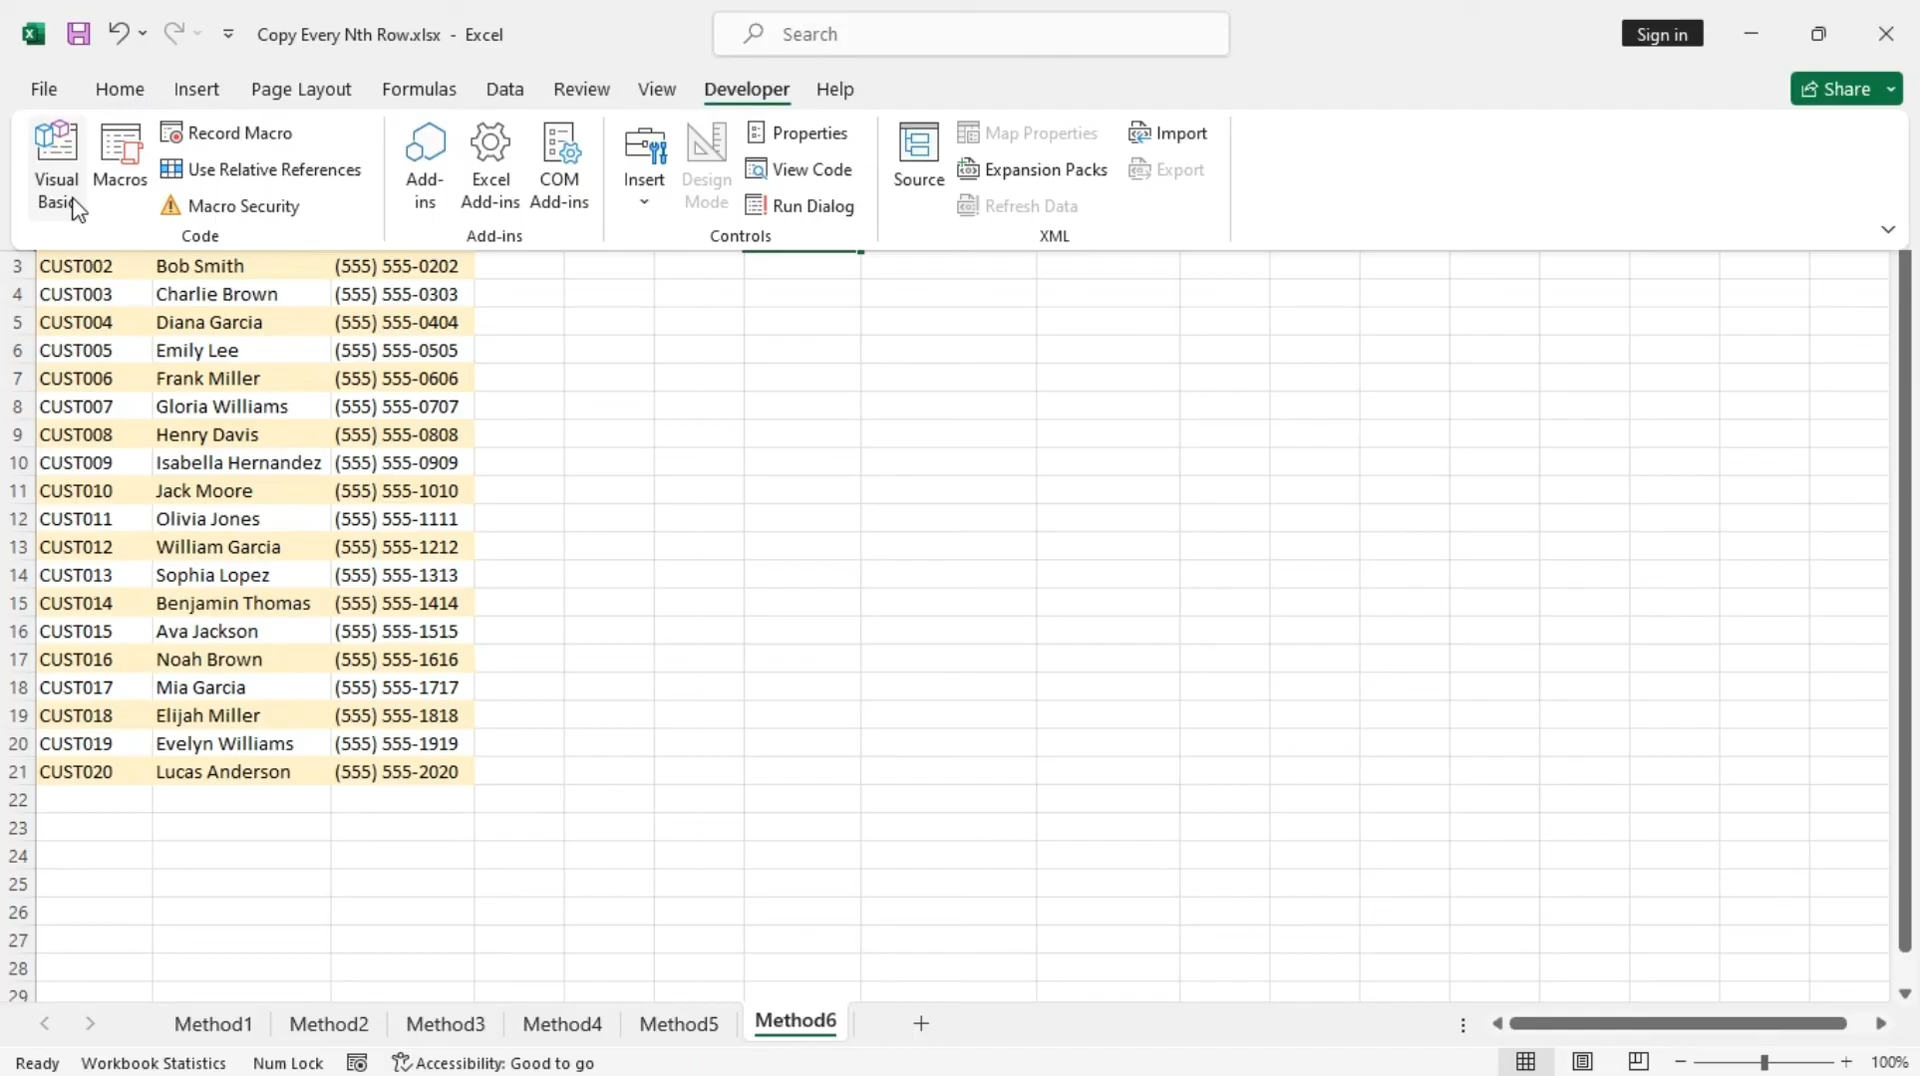 Copy Every Nth Row.xlsx - Excel
Search
Sign in
File Home Insert Page Layout Formulas Data Review View Developer Help
Share
Visual Basic
Macros
Record Macro
Use Relative References
Macro Security
Code
Add-ins
Excel Add-ins
COM Add-ins
Add-ins
Insert
Design Mode
Properties
View Code
Run Dialog
Controls
Source
Map Properties
Expansion Packs
Refresh Data
Import
Export
XML
3 CUST002 Bob Smith (555) 555-0202
4 CUST003 Charlie Brown (555) 555-0303
5 CUST004 Diana Garcia (555) 555-0404
6 CUST005 Emily Lee (555) 555-0505
7 CUST006 Frank Miller (555) 555-0606
8 CUST007 Gloria Williams (555) 555-0707
9 CUST008 Henry Davis (555) 555-0808
10 CUST009 Isabella Hernandez (555) 555-0909
11 CUST010 Jack Moore (555) 555-1010
12 CUST011 Olivia Jones (555) 555-1111
13 CUST012 William Garcia (555) 555-1212
14 CUST013 Sophia Lopez (555) 555-1313
15 CUST014 Benjamin Thomas (555) 555-1414
16 CUST015 Ava Jackson (555) 555-1515
17 CUST016 Noah Brown (555) 555-1616
18 CUST017 Mia Garcia (555) 555-1717
19 CUST018 Elijah Miller (555) 555-1818
20 CUST019 Evelyn Williams (555) 555-1919
21 CUST020 Lucas Anderson (555) 555-2020
22
23
24
25
26
27
28
29
Method1 Method2 Method3 Method4 Method5 Method6
Ready Workbook Statistics Num Lock Accessibility: Good to go 100%